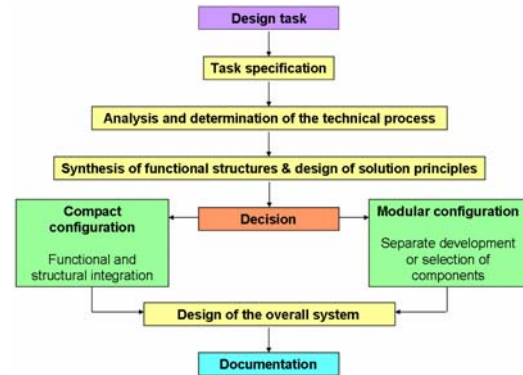 Design task
Task specification
Analysis and determination of the technical process
Synthesis of functional structures & design of solution principles
Compact
configuration
Functional and
structural integration
Decision
Modular configuration
Separate development
or selection of
components
Design of the overall system
Documentation